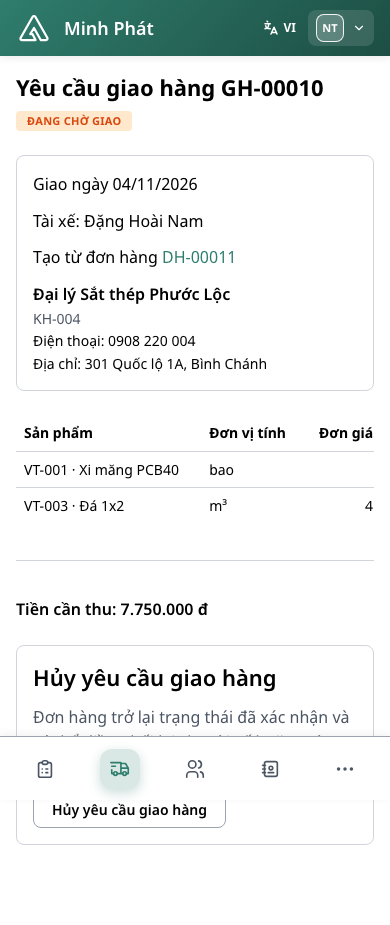 Minh Phát
VI
NT
Yêu cầu giao hàng GH-00010
ĐANG CHỜ GIAO
Giao ngày 04/11/2026
Tài xế: Đặng Hoài Nam
Tạo từ đơn hàng DH-00011
Đại lý Sắt thép Phước Lộc
KH-004
Điện thoại: 0908 220 004
Địa chỉ: 301 Quốc lộ 1A, Bình Chánh
Sản phẩm Đơn vị tính Đơn giá
VT-001 · Xi măng PCB40 bao
VT-003 · Đá 1x2 m³ 4
Tiền cần thu: 7.750.000 đ
Hủy yêu cầu giao hàng
Đơn hàng trở lại trạng thái đã xác nhận và
Hủy yêu cầu giao hàng